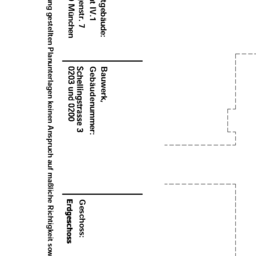 tgebäude:
t IV.1
enstr. 7
München
Bauwerk,
Gebäudenummer:
Schellingstrasse 3
0203 und 0200
Geschoss:
Erdgeschoss
ng gestellten Planunterlagen keinen Anspruch auf maßliche Richtigkeit sow